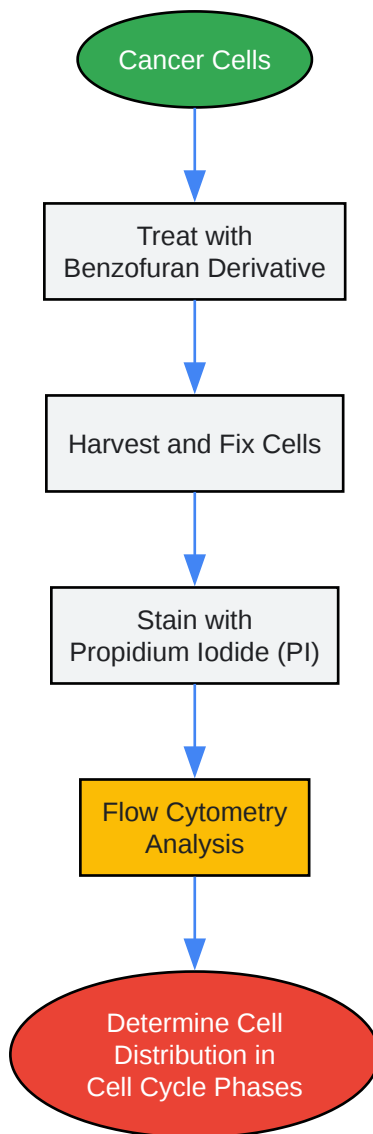 Cancer Cells
Treat with
Benzofuran Derivative
Harvest and Fix Cells
Stain with
Propidium Iodide (PI)
Flow Cytometry
Analysis
Determine Cell
Distribution in
Cell Cycle Phases